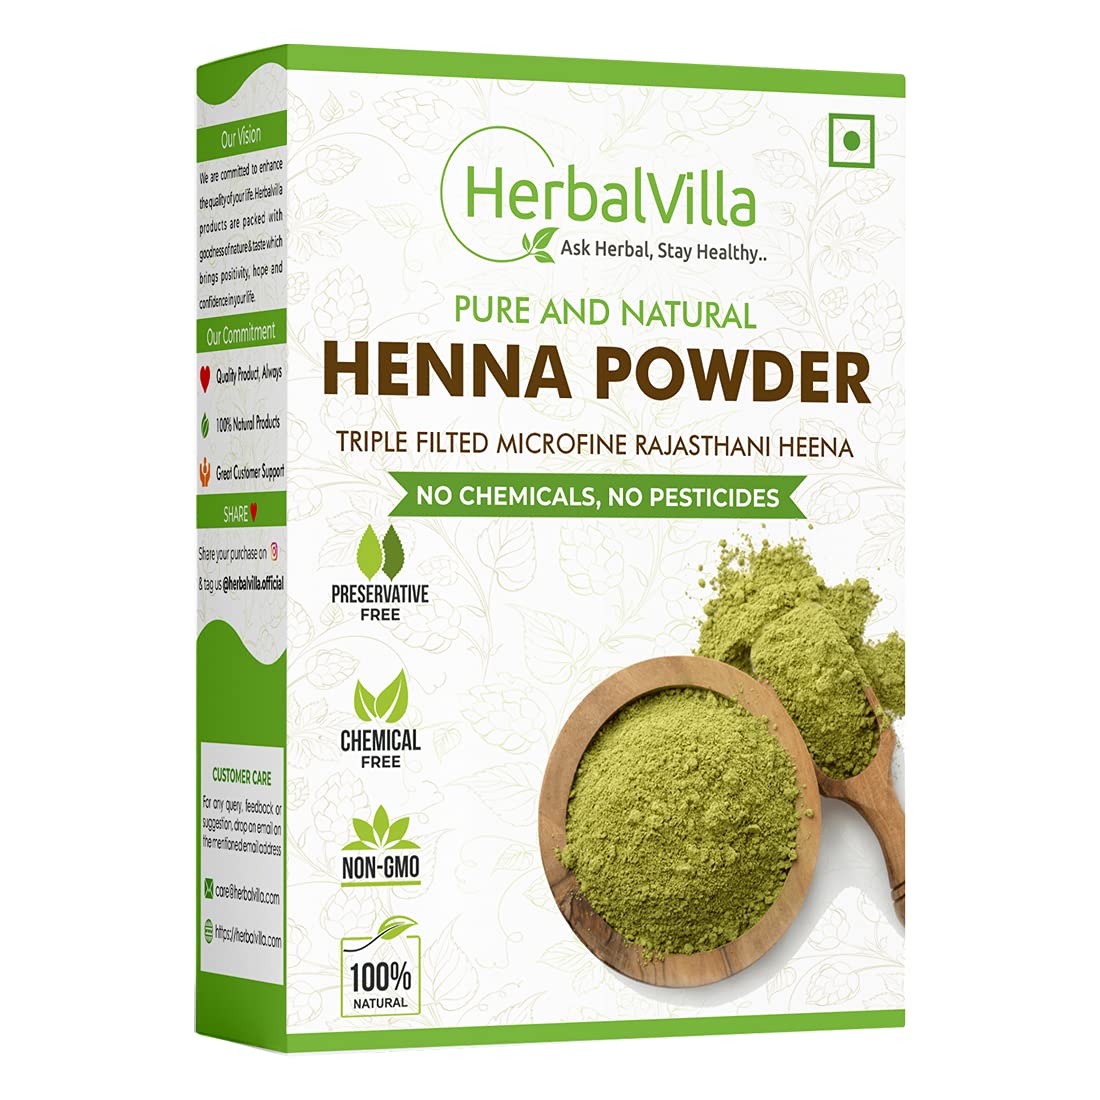 HerbalVilla
Ask Herbal, Stay Healthy..
PURE AND NATURAL
HENNA POWDER
TRIPLE FILTED MICROFINE RAJASTHANI HEENA
NO CHEMICALS, NO PESTICIDES
PRESERVATIVE
FREE
CHEMICAL
FREE
NON-GMO
100%
NATURAL
Our Vision
We are committed to enhance
the quality of your life. Herbalvilla
products are packed with
goodness of nature & taste which
brings positivity, hope and
confidence in your life.
Our Commitment
Quality Product, Always
100% Natural Products
Great Customer Support
SHARE
Share your purchase on
& tag us @herbalvilla.official
CUSTOMER CARE
For any query, feedback or
suggestion, drop an email on
the mentioned email address
care@herbalvilla.com
https://herbalvilla.com